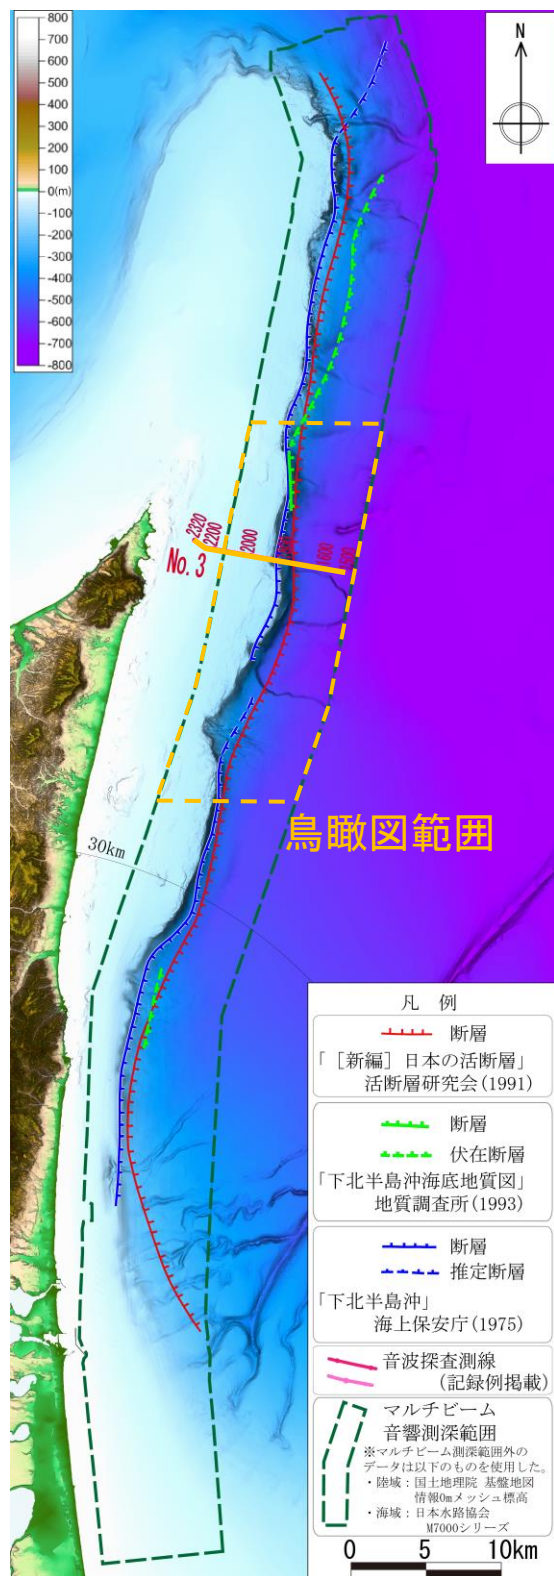 800
700
600
500
400
300
200
100
0(m)
-100
-200
-300
-400
-500
-600
-700
-800
N
2320
2200
2000
600
500
No. 3
鳥瞰図範囲
30km
凡 例
断層
「［新編］日本の活断層」
活断層研究会(1991)
断層
伏在断層
「下北半島沖海底地質図」
地質調査所(1993)
断層
推定断層
「下北半島沖」
海上保安庁(1975)
音波探査測線
(記録例掲載)
マルチビーム
音響測深範囲
※マルチビーム測深範囲外の
データは以下のものを使用した。
・陸域：国土地理院 基盤地図
情報0mメッシュ標高
・海域：日本水路協会
M7000シリーズ
0 5 10km